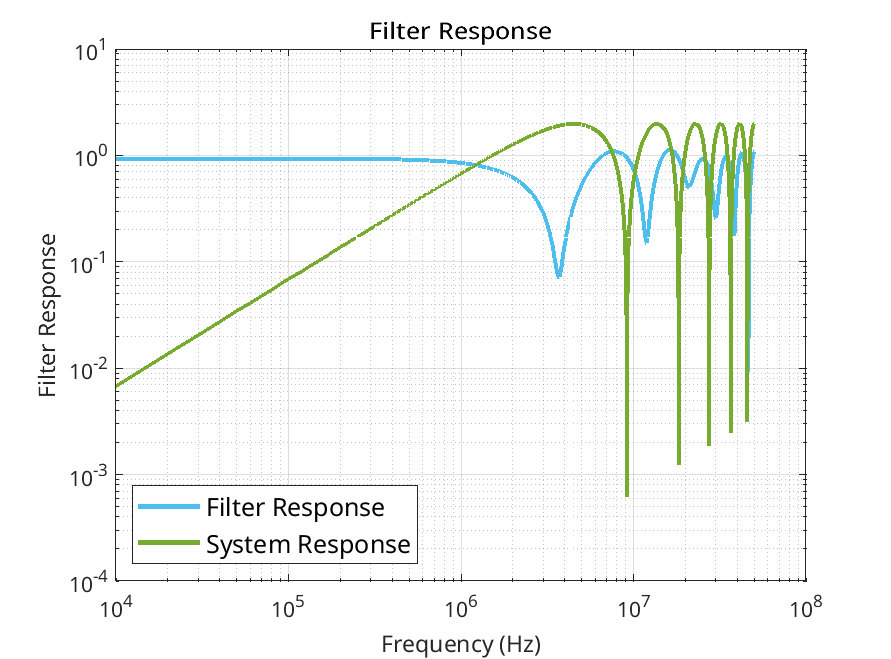 Filter Response
10^1
10^0
10^-1
10^-2
10^-3
10^-4
Filter Response
Filter Response
System Response
10^4
10^5
10^6
10^7
10^8
Frequency (Hz)